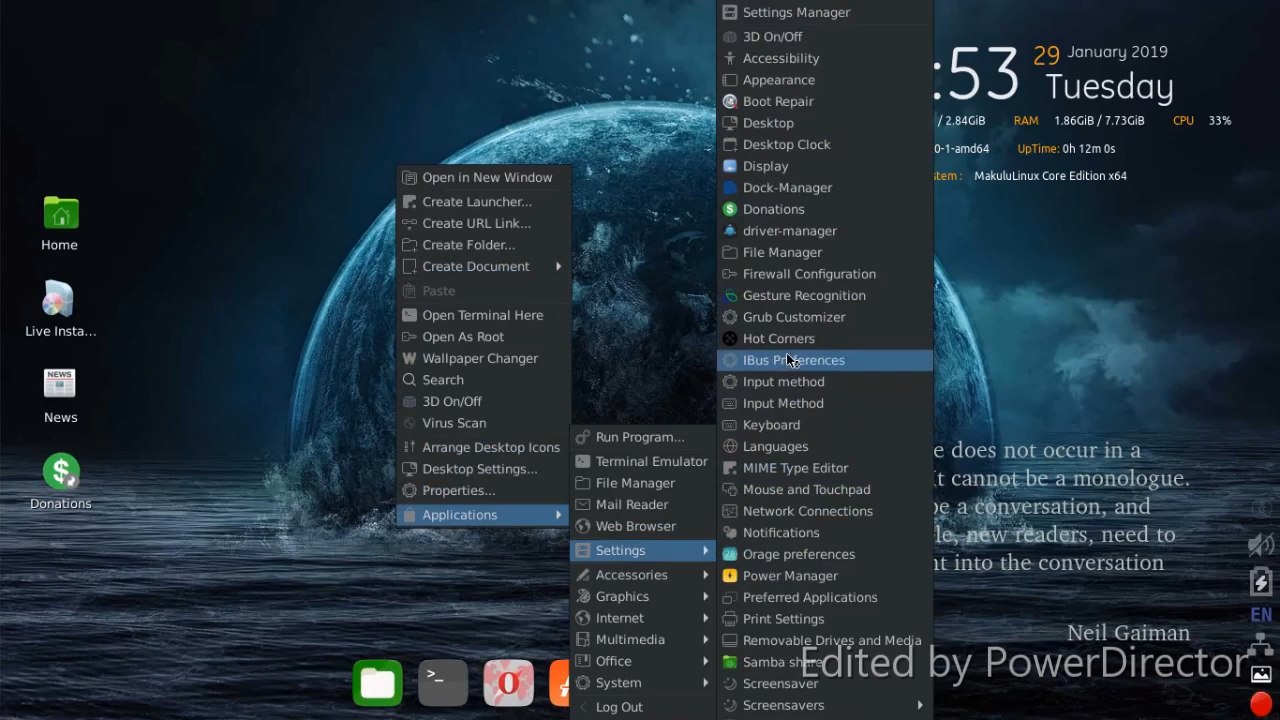 Home
Live Insta...
News
Donations
Open in New Window
Create Launcher...
Create URL Link...
Create Folder...
Create Document
Paste
Open Terminal Here
Open As Root
Wallpaper Changer
Search
3D On/Off
Virus Scan
Arrange Desktop Icons
Desktop Settings...
Properties...
Applications
Run Program...
Terminal Emulator
File Manager
Mail Reader
Web Browser
Settings
Accessories
Graphics
Internet
Multimedia
Office
System
Log Out
Settings Manager
3D On/Off
Accessibility
Appearance
Boot Repair
Desktop
Desktop Clock
Display
Dock-Manager
Donations
driver-manager
File Manager
Firewall Configuration
Gesture Recognition
Grub Customizer
Hot Corners
IBus Preferences
Input method
Input Method
Keyboard
Languages
MIME Type Editor
Mouse and Touchpad
Network Connections
Notifications
Orage preferences
Power Manager
Preferred Applications
Print Settings
Removable Drives and Media
Samba share
Screensaver
Screensavers
:53 29 January 2019
Tuesday
/ 2.84GiB RAM 1.86GiB / 7.73GiB CPU 33%
0-1-amd64 UpTime: 0h 12m 0s
stem : MakuluLinux Core Edition x64
e does not occur in a
it cannot be a monologue.
be a conversation, and
le, new readers, need to
nt into the conversation
Neil Gaiman
EN
Edited by PowerDirector